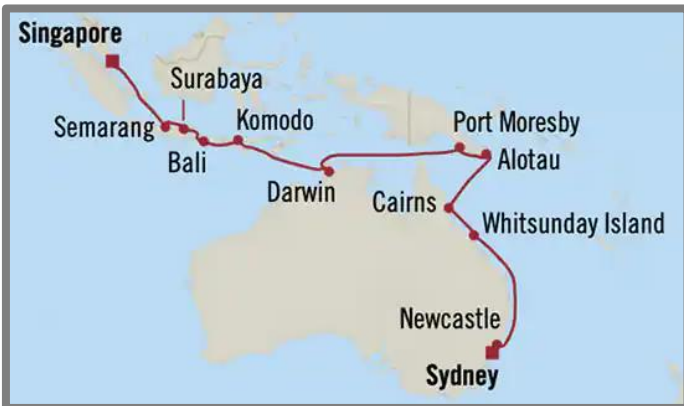 Singapore
Surabaya
Semarang
Komodo
Bali
Port Moresby
Alotau
Darwin
Cairns
Whitsunday Island
Newcastle
Sydney